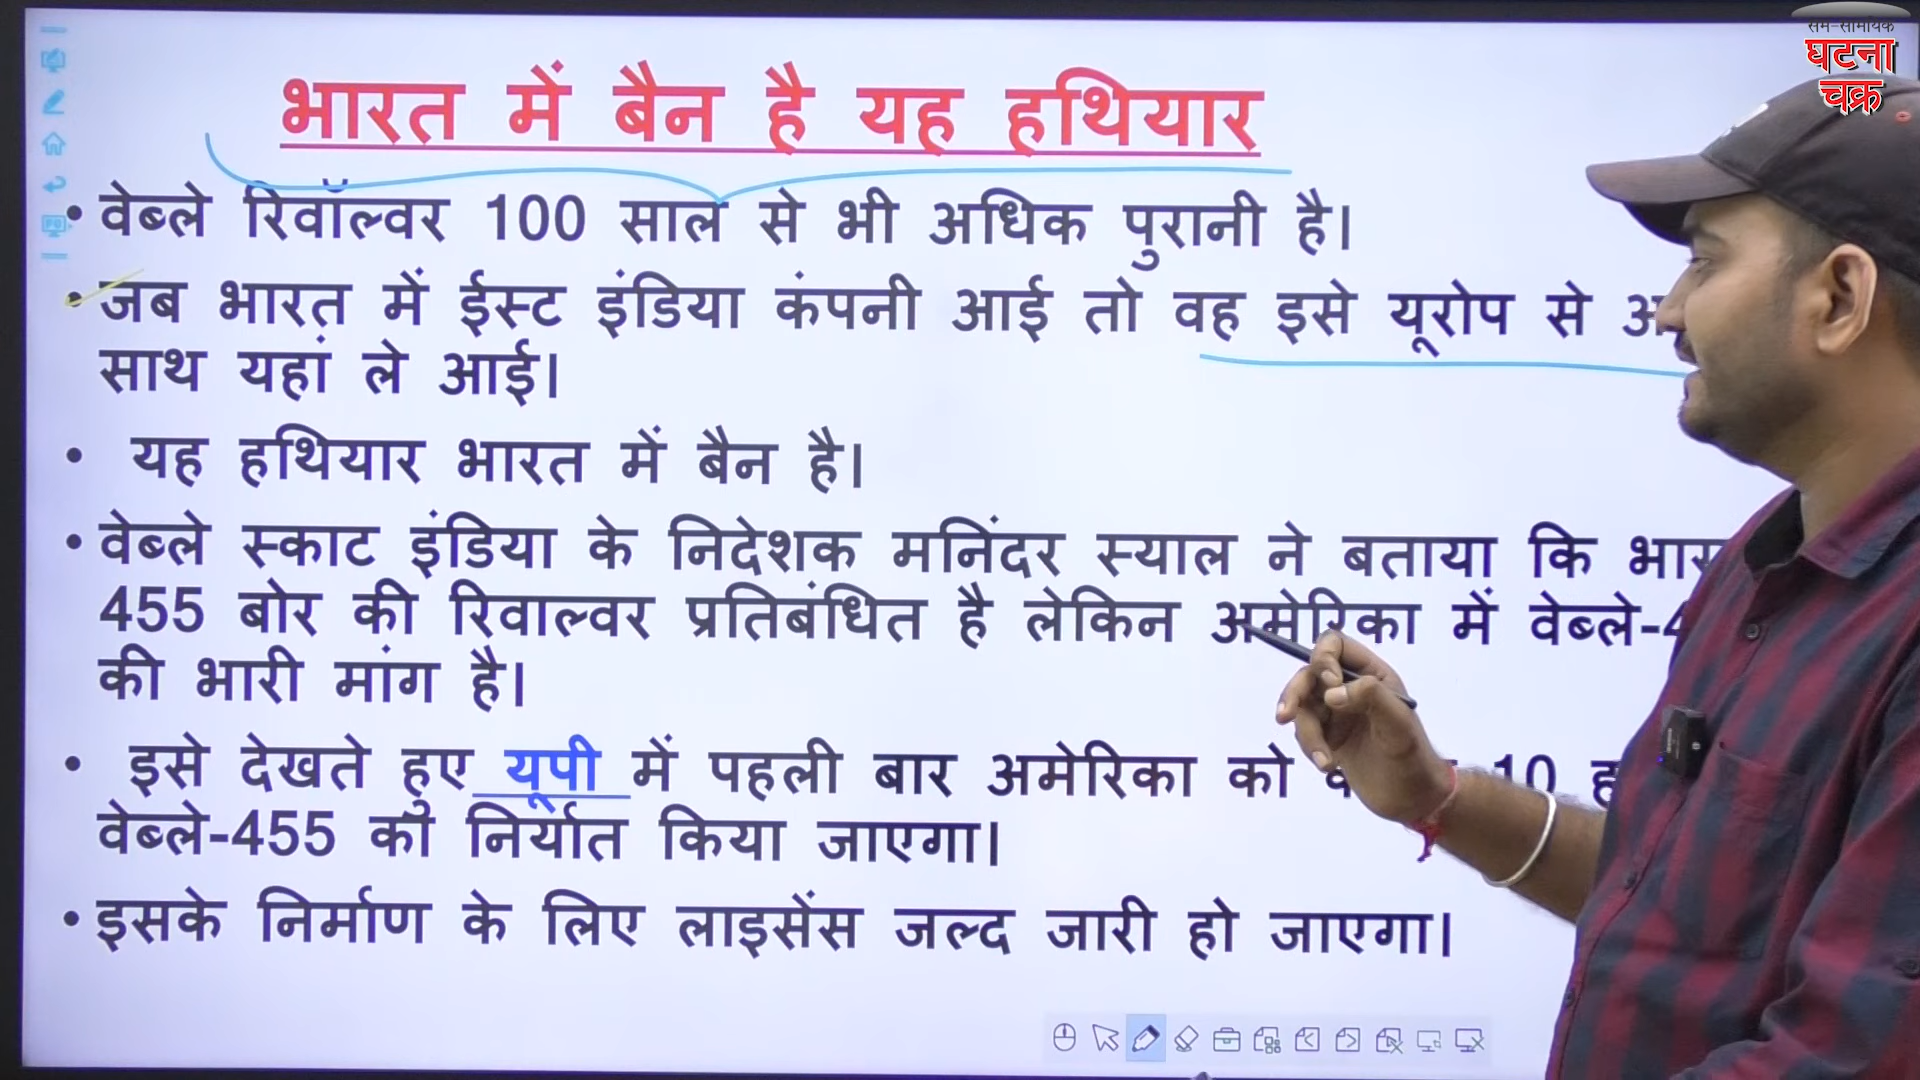 सम-सामयिक
घटना
चक्र
भारत में बैन है यह हथियार
• वेब्ले रिवॉल्वर 100 साल से भी अधिक पुरानी है।
• जब भारत में ईस्ट इंडिया कंपनी आई तो वह इसे यूरोप से
साथ यहां ले आई।
• यह हथियार भारत में बैन है।
• वेब्ले स्काट इंडिया के निदेशक मनिंदर स्याल ने बताया कि
455 बोर की रिवाल्वर प्रतिबंधित है लेकिन अमेरिका में
की भारी मांग है।
• इसे देखते हुए यूपी में पहली बार अमेरिका को 10
वेब्ले-455 का निर्यात किया जाएगा।
• इसके निर्माण के लिए लाइसेंस जल्द जारी हो जाएगा।